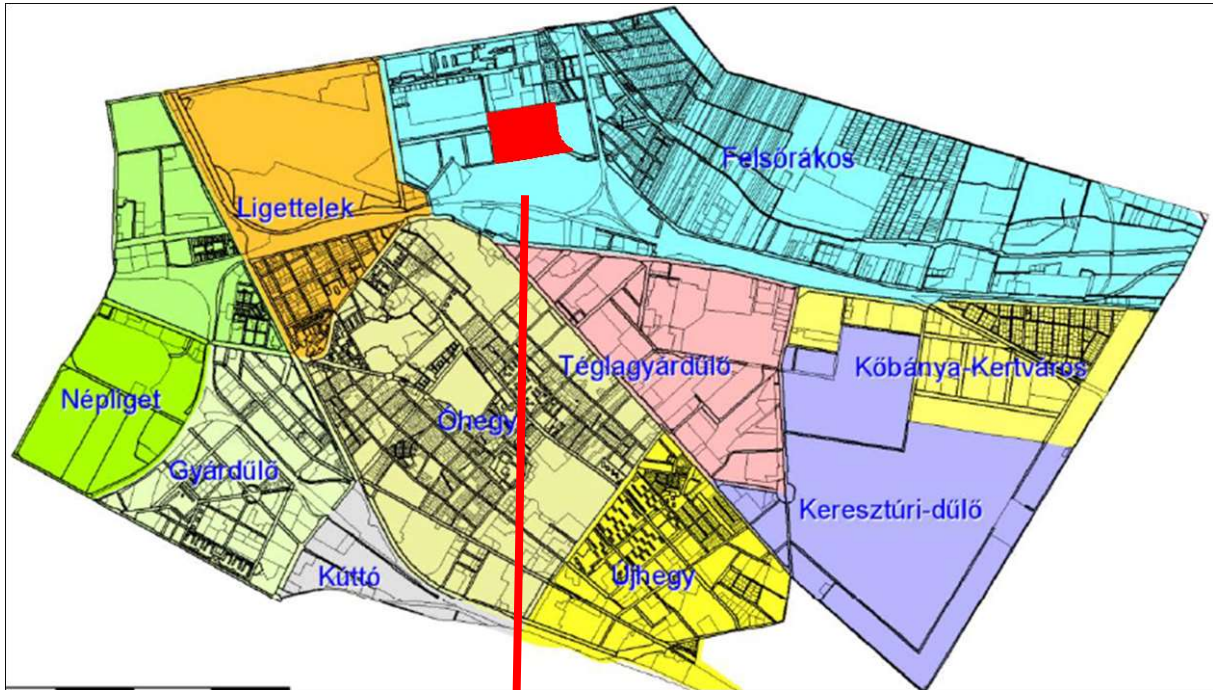 Felsőrákos
Ligettelek
Téglagyárdűlő
Kőbánya-Kertváros
Népliget
Óhegy
Gyárdűlő
Keresztúri-dűlő
Kúttó
Újhegy